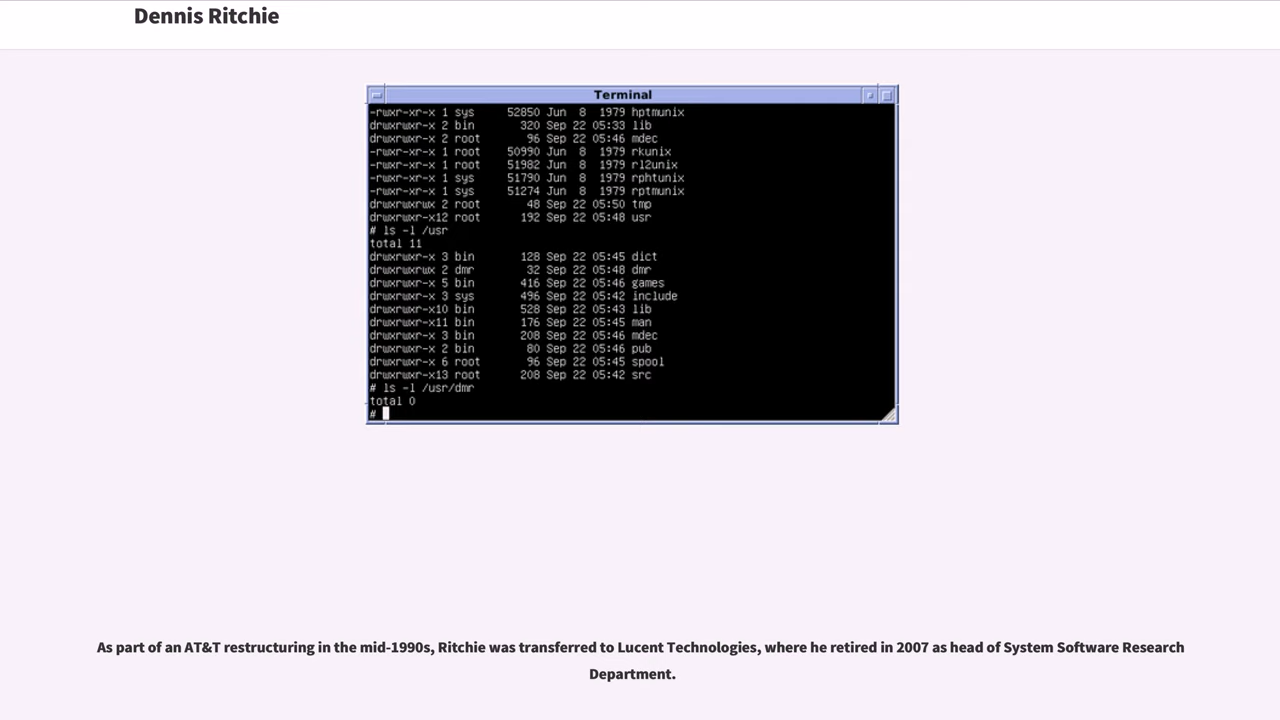 Dennis Ritchie
Terminal
-rwxr-xr-x 1 sys 52850 Jun 8 1979 hptmunix
drwxrwxr-x 2 bin 320 Sep 22 05:33 lib
drwxrwxr-x 2 root 96 Sep 22 05:46 mdec
-rwxr-xr-x 1 root 50990 Jun 8 1979 rkunix
-rwxr-xr-x 1 root 51982 Jun 8 1979 rl2unix
-rwxr-xr-x 1 sys 51790 Jun 8 1979 rphtunix
-rwxr-xr-x 1 sys 51274 Jun 8 1979 rptmunix
drwxrwxrwx 2 root 48 Sep 22 05:50 tmp
drwxrwxr-x12 root 192 Sep 22 05:48 usr
# ls -l /usr
total 11
drwxrwxr-x 3 bin 128 Sep 22 05:45 dict
drwxrwxrwx 2 dmr 32 Sep 22 05:48 dmr
drwxrwxr-x 5 bin 416 Sep 22 05:46 games
drwxrwxr-x 3 sys 496 Sep 22 05:42 include
drwxrwxr-x10 bin 528 Sep 22 05:43 lib
drwxrwxr-x11 bin 176 Sep 22 05:45 man
drwxrwxr-x 3 bin 208 Sep 22 05:46 mdec
drwxrwxr-x 2 bin 80 Sep 22 05:46 pub
drwxrwxr-x 6 root 96 Sep 22 05:45 spool
drwxrwxr-x13 root 208 Sep 22 05:42 src
# ls -l /usr/dmr
total 0
#
As part of an AT&T restructuring in the mid-1990s, Ritchie was transferred to Lucent Technologies, where he retired in 2007 as head of System Software Research
Department.